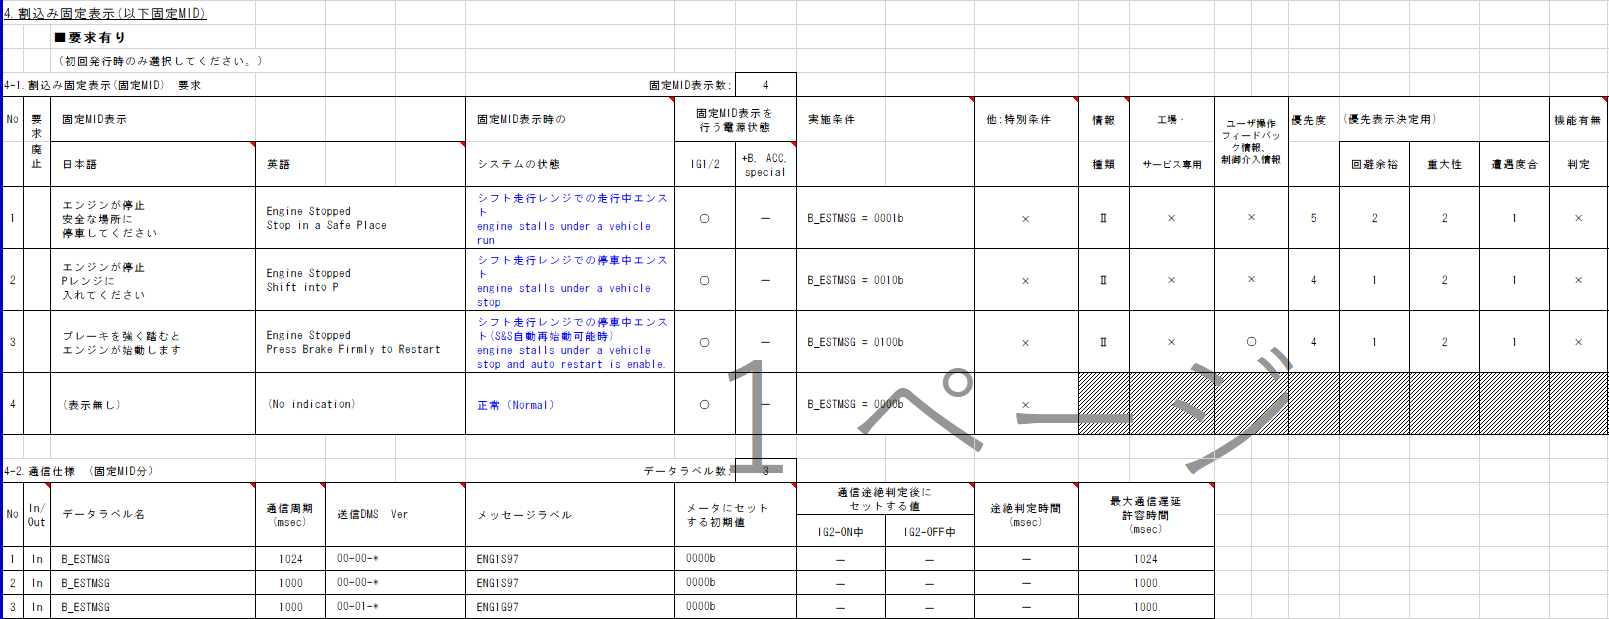 4.割込み固定表示(以下固定MID)
■要求有り
(初回発行時のみ選択してください。)
4-1.割込み固定表示(固定MID) 要求 固定MID表示数: 4
No 要求廃止 固定MID表示 固定MID表示時の 固定MID表示を行う電源状態 実施条件 他:特別条件 情報 工場・ ユーザ操作フィードバック情報、制御介入情報 優先度 (優先表示決定用) 機能有無
日本語 英語 システムの状態 IG1/2 +B, ACC, special 種類 サービス専用 回避余裕 重大性 遭遇度合 判定
1 エンジンが停止 安全な場所に 停車してください Engine Stopped Stop in a Safe Place シフト走行レンジでの走行中エンスト engine stalls under a vehicle run ○ － B_ESTMSG = 0001b × Ⅱ × × 5 2 2 1 ×
2 エンジンが停止 Pレンジに 入れてください Engine Stopped Shift into P シフト走行レンジでの停車中エンスト engine stalls under a vehicle stop ○ － B_ESTMSG = 0010b × Ⅱ × × 4 1 2 1 ×
3 ブレーキを強く踏むと エンジンが始動します Engine Stopped Press Brake Firmly to Restart シフト走行レンジでの停車中エンスト(S&S自動再始動可能時) engine stalls under a vehicle stop and auto restart is enable. ○ － B_ESTMSG = 0100b × Ⅱ × ○ 4 1 2 1 ×
4 (表示無し) (No indication) 正常 (Normal) ○ － B_ESTMSG = 0000b ×
1 ページ
4-2.通信仕様 (固定MID分) データラベル数: 3
No In/Out データラベル名 通信周期(msec) 送信DMS Ver メッセージラベル メータにセットする初期値 通信途絶判定後にセットする値 途絶判定時間(msec) 最大通信遅延許容時間(msec)
IG2-ON中 IG2-OFF中
1 In B_ESTMSG 1024 00-00-* ENG1S97 0000b － － － 1024
2 In B_ESTMSG 1000 00-00-* ENG1S97 0000b － － － 1000
3 In B_ESTMSG 1000 00-01-* ENG1G97 0000b － － － 1000